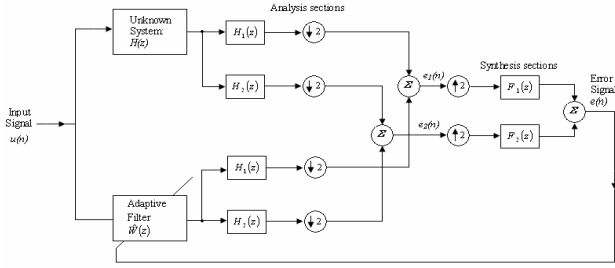 Analysis sections
Unknown
System:
H(z)
H₁(z)
↓2
H₂(z)
↓2
Σ
e₁(n)
↑2
Synthesis sections
F₁(z)
Error
Signal
e(n)
Σ
Input
Signal
u(n)
Σ
e₂(n)
↑2
F₂(z)
H₁(z)
↓2
Adaptive
Filter
Ŵ(z)
H₂(z)
↓2